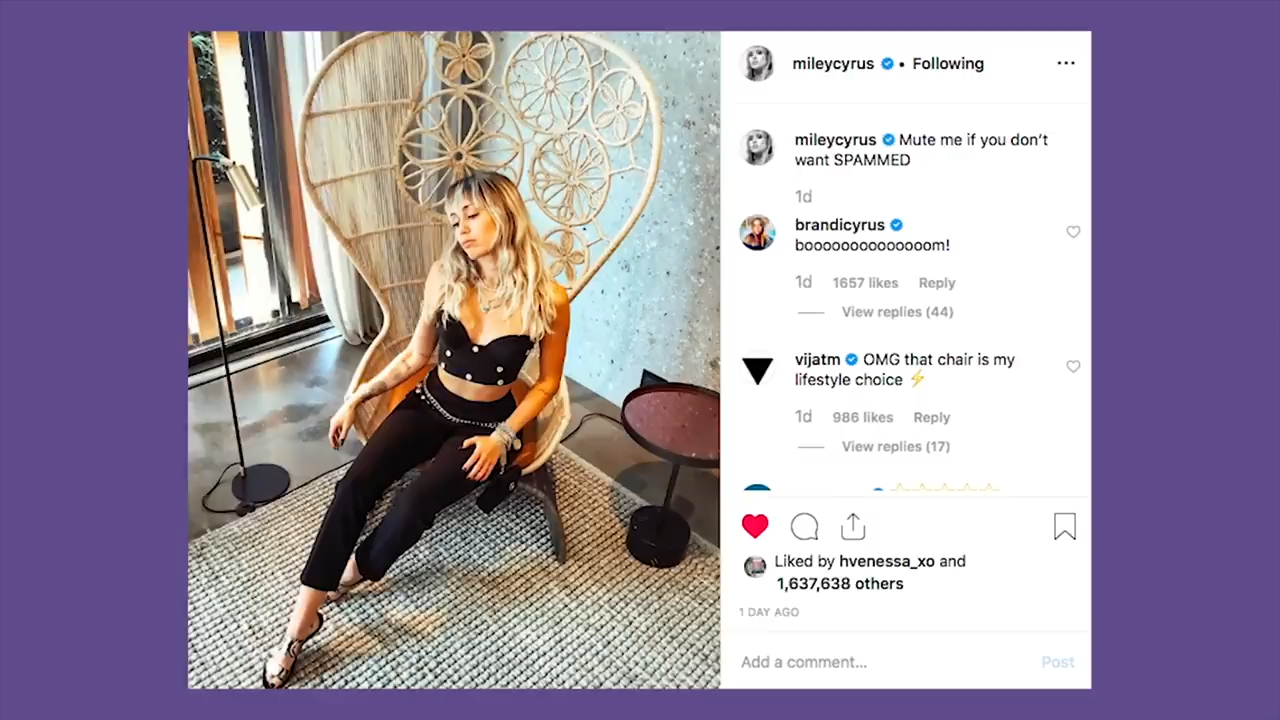 mileycyrus • Following
mileycyrus Mute me if you don't
want SPAMMED
1d
brandicyrus
boooooooooooooom!
1d 1657 likes Reply
View replies (44)
vijatm OMG that chair is my
lifestyle choice ⚡
1d 986 likes Reply
View replies (17)
Liked by hvenessa_xo and
1,637,638 others
1 DAY AGO
Add a comment... Post